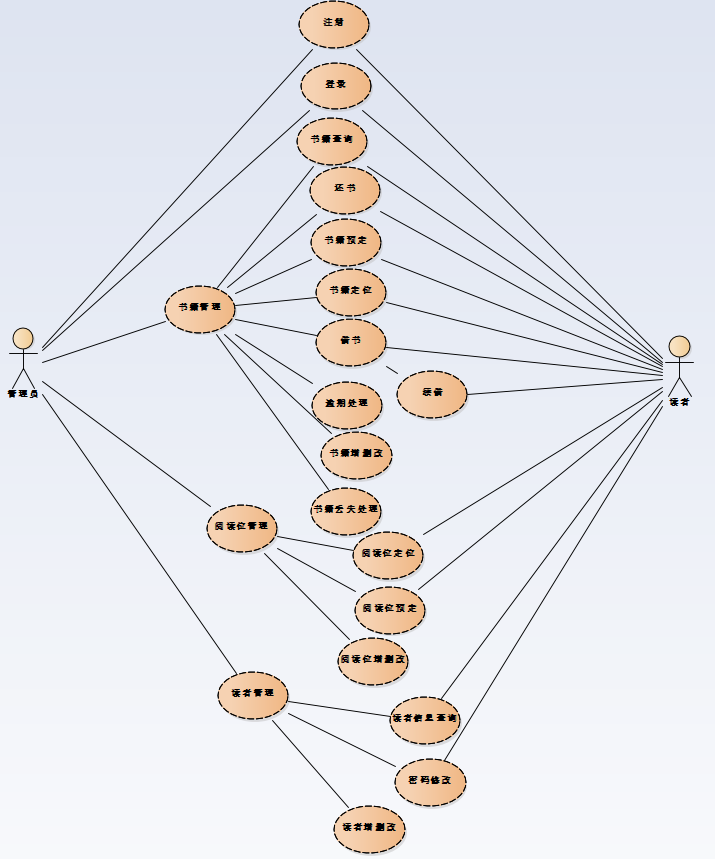 注册
登录
书籍查询
还书
书籍预定
书籍管理
书籍定位
借书
管理员
续借
读者
逾期处理
书籍增删改
书籍丢失处理
阅读位管理
阅读位定位
阅读位预定
阅读位增删改
读者管理
读者信息查询
密码修改
读者增删改